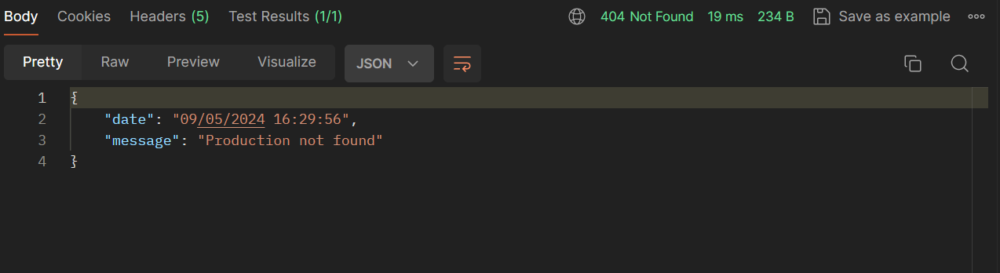 Body Cookies Headers (5) Test Results (1/1) 404 Not Found 19 ms 234 B Save as example
Pretty Raw Preview Visualize JSON
1 {
2 "date": "09/05/2024 16:29:56",
3 "message": "Production not found"
4 }